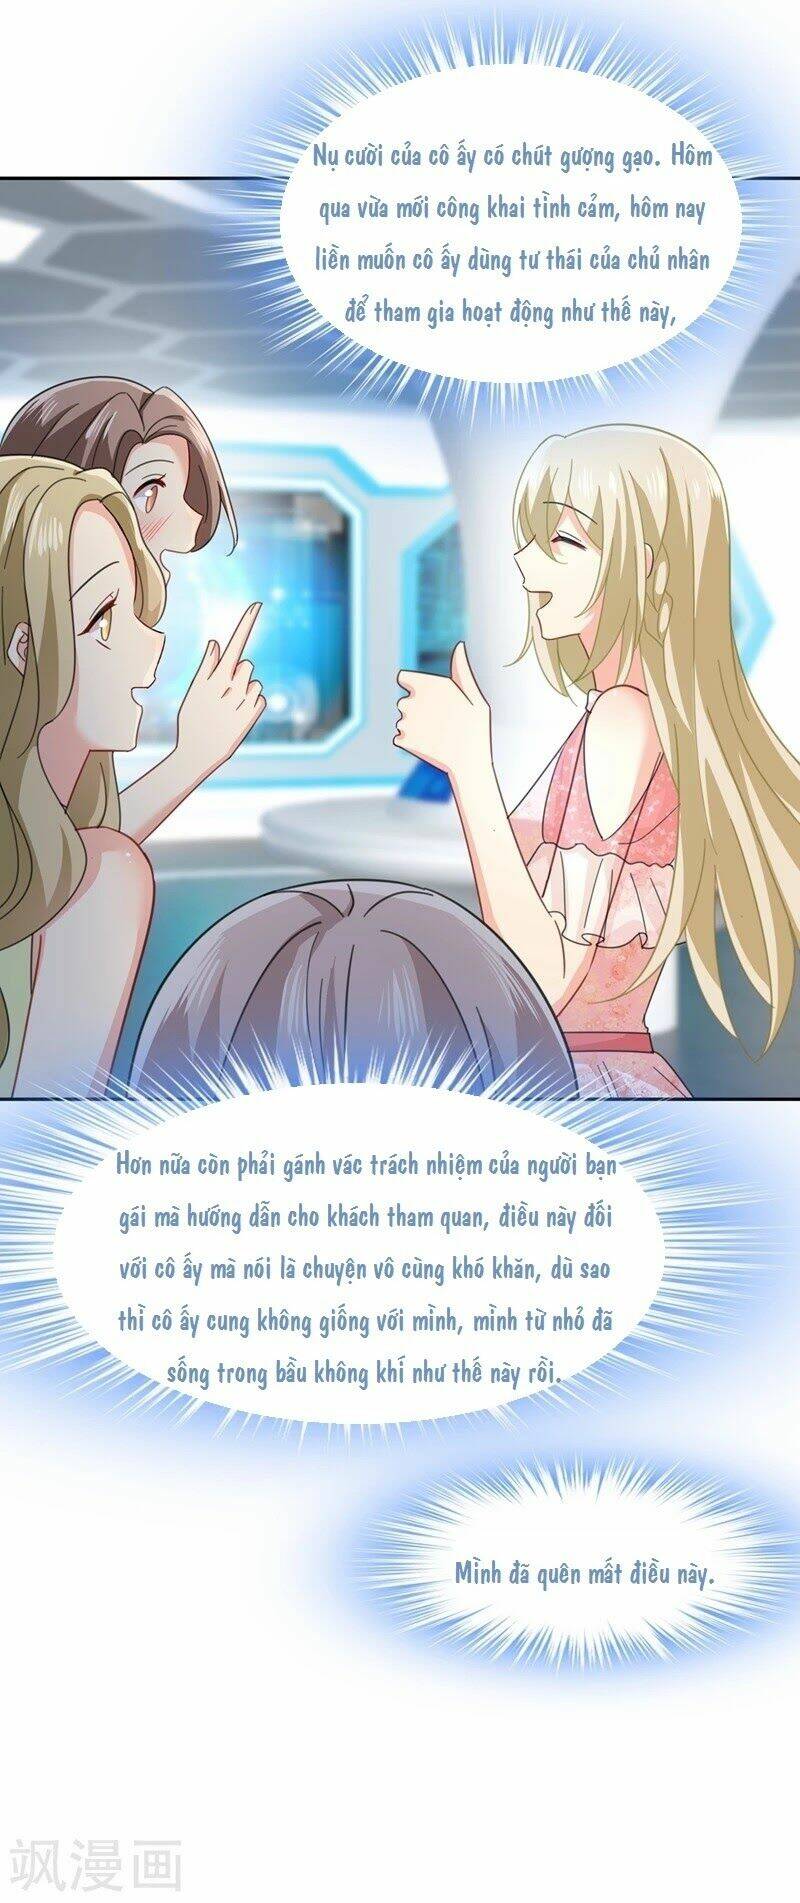 Nụ cười của cô ấy có chút gượng gạo. Hôm
qua vừa mới công khai tình cảm, hôm nay
liền muốn cô ấy dùng tư thái của chủ nhân
để tham gia hoạt động như thế này,
Hơn nữa còn phải gánh vác trách nhiệm của người bạn
gái mà hướng dẫn cho khách tham quan, điều này đối
với cô ấy mà nói là chuyện vô cùng khó khăn, dù sao
thì cô ấy cung không giống với mình, mình từ nhỏ đã
sống trong bầu không khí như thế này rồi.
Mình đã quên mất điều này.
飒漫画